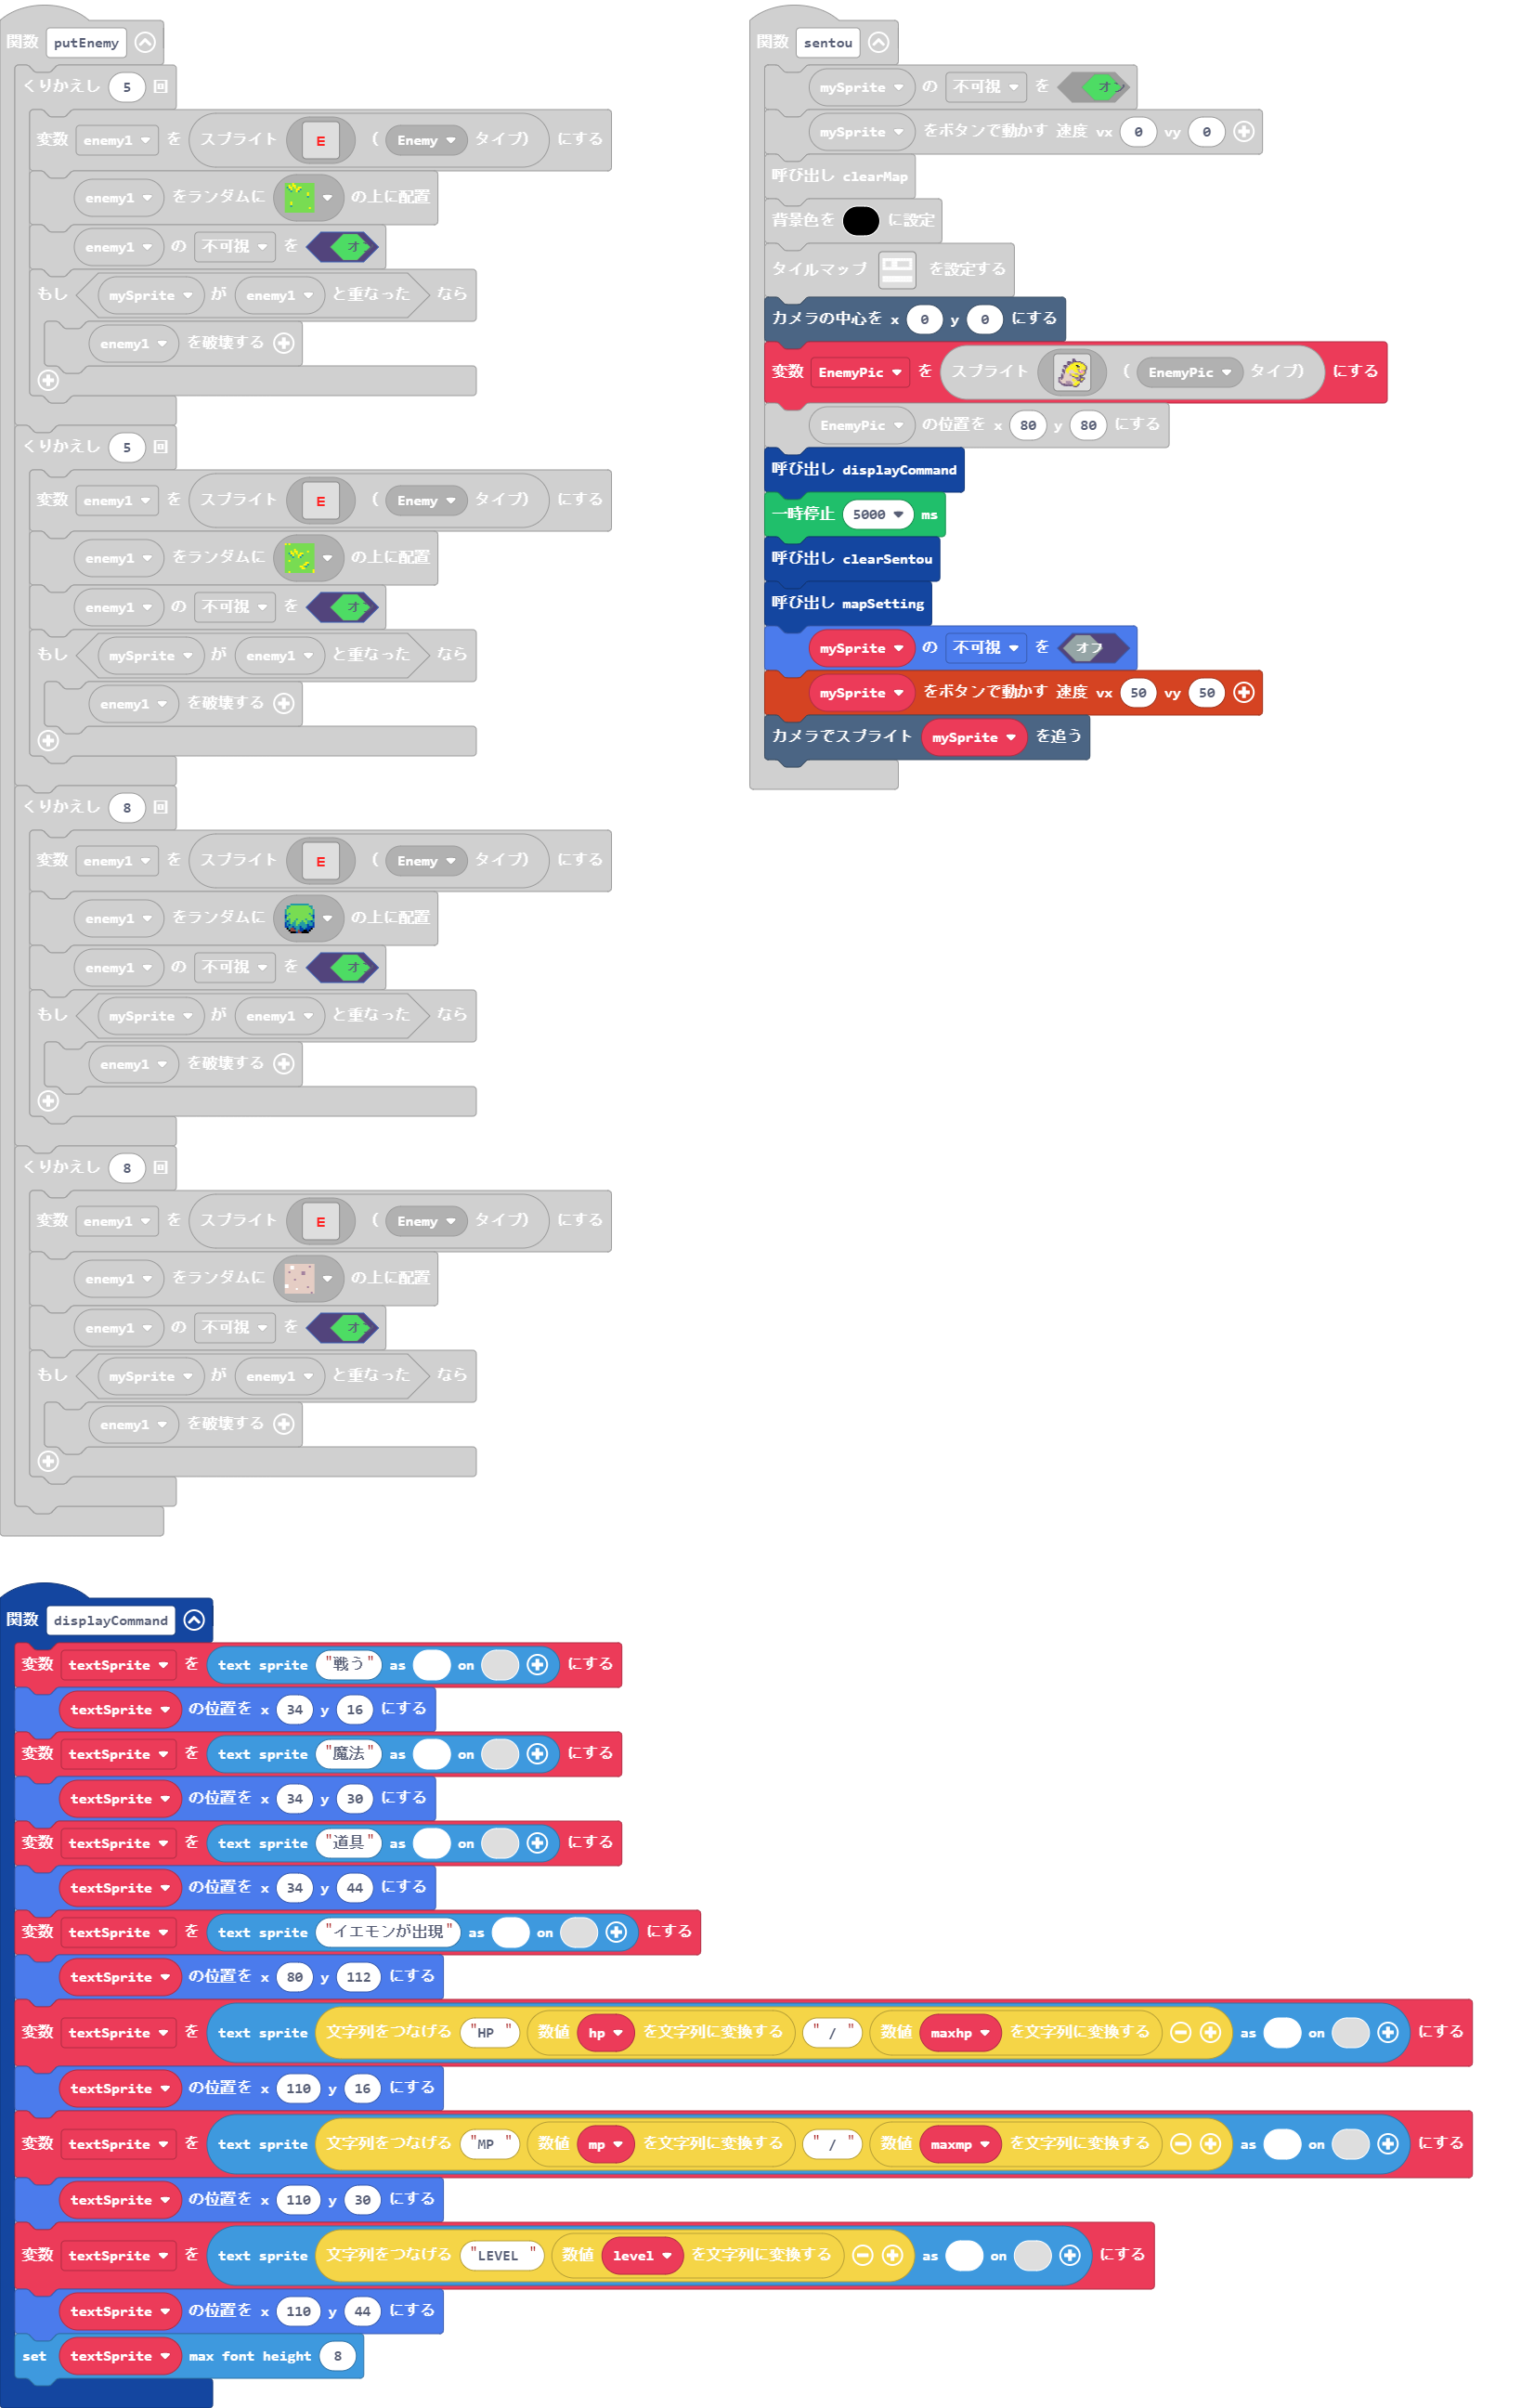 関数 putEnemy
くりかえし 5 回
変数 enemy1 を スプライト m ( Enemy タイプ) にする
enemy1 をランダムに の上に配置
enemy1 の 不可視 を オ
もし mySprite が enemy1 と重なった なら
enemy1 を破壊する
くりかえし 5 回
変数 enemy1 を スプライト m ( Enemy タイプ) にする
enemy1 をランダムに の上に配置
enemy1 の 不可視 を オ
もし mySprite が enemy1 と重なった なら
enemy1 を破壊する
くりかえし 8 回
変数 enemy1 を スプライト m ( Enemy タイプ) にする
enemy1 をランダムに の上に配置
enemy1 の 不可視 を オ
もし mySprite が enemy1 と重なった なら
enemy1 を破壊する
くりかえし 8 回
変数 enemy1 を スプライト m ( Enemy タイプ) にする
enemy1 をランダムに の上に配置
enemy1 の 不可視 を オ
もし mySprite が enemy1 と重なった なら
enemy1 を破壊する
関数 sentou
mySprite の 不可視 を オン
mySprite をボタンで動かす 速度 vx 0 vy 0
呼び出し clearMap
背景色を に設定
タイルマップ を設定する
カメラの中心を x 0 y 0 にする
変数 EnemyPic を スプライト ( EnemyPic タイプ) にする
EnemyPic の位置を x 80 y 80 にする
呼び出し displayCommand
一時停止 5000 ms
呼び出し clearSentou
呼び出し mapSetting
mySprite の 不可視 を オフ
mySprite をボタンで動かす 速度 vx 50 vy 50
カメラでスプライト mySprite を追う
関数 displayCommand
変数 textSprite を text sprite "戦う" as on にする
textSprite の位置を x 34 y 16 にする
変数 textSprite を text sprite "魔法" as on にする
textSprite の位置を x 34 y 30 にする
変数 textSprite を text sprite "道具" as on にする
textSprite の位置を x 34 y 44 にする
変数 textSprite を text sprite "イエモンが出現" as on にする
textSprite の位置を x 80 y 112 にする
変数 textSprite を text sprite 文字列をつなげる "HP " 数値 hp を文字列に変換する " / " 数値 maxhp を文字列に変換する as on にする
textSprite の位置を x 110 y 16 にする
変数 textSprite を text sprite 文字列をつなげる "MP " 数値 mp を文字列に変換する " / " 数値 maxmp を文字列に変換する as on にする
textSprite の位置を x 110 y 30 にする
変数 textSprite を text sprite 文字列をつなげる "LEVEL " 数値 level を文字列に変換する as on にする
textSprite の位置を x 110 y 44 にする
set textSprite max font height 8